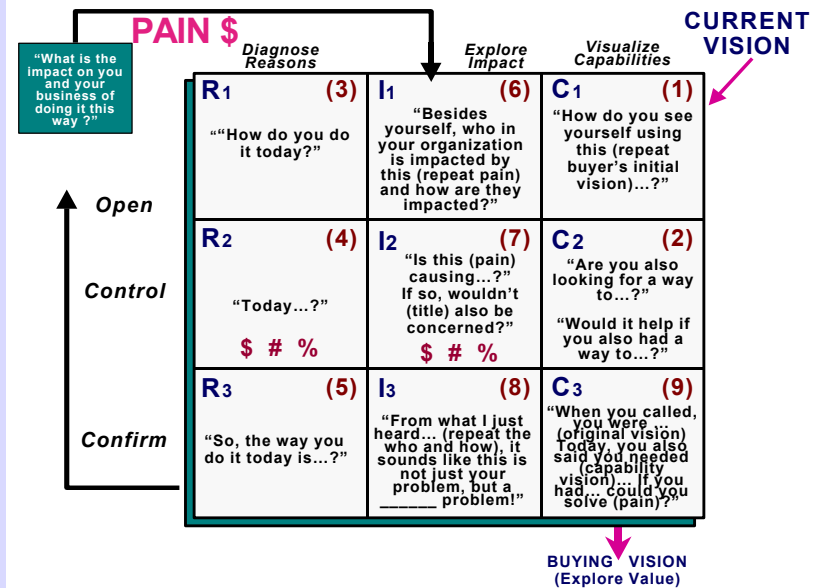 PAIN $
CURRENT
VISION
“What is the
impact on you
and your
business of
doing it this
way ?”
Diagnose
Reasons
Explore
Impact
Visualize
Capabilities
Open
R1 (3)
““How do you do
it today?”
I1 (6)
“Besides
yourself, who in
your organization
is impacted by
this (repeat pain)
and how are they
impacted?”
C1 (1)
“How do you see
yourself using
this (repeat
buyer’s initial
vision)…?”
Control
R2 (4)
“Today…?”
$ # %
I2 (7)
“Is this (pain)
causing…?”
If so, wouldn’t
(title) also be
concerned?”
$ # %
C2 (2)
“Are you also
looking for a way
to…?”
“Would it help if
you also had a
way to…?”
Confirm
R3 (5)
“So, the way you
do it today is…?”
I3 (8)
“From what I just
heard… (repeat the
who and how), it
sounds like this is
not just your
problem, but a
______ problem!”
C3 (9)
“When you called,
you were …
(original vision)
Today, you also
said you needed
(capability
vision)… If you
had… could you
solve (pain)?”
BUYING VISION
(Explore Value)